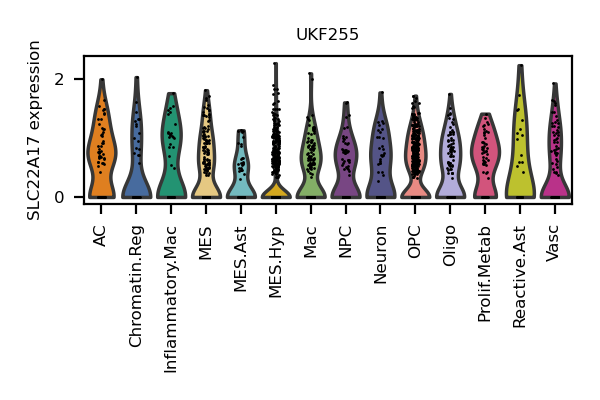 UKF255
SLC22A17 expression
2
0
AC
Chromatin.Reg
Inflammatory.Mac
MES
MES.Ast
MES.Hyp
Mac
NPC
Neuron
OPC
Oligo
Prolif.Metab
Reactive.Ast
Vasc